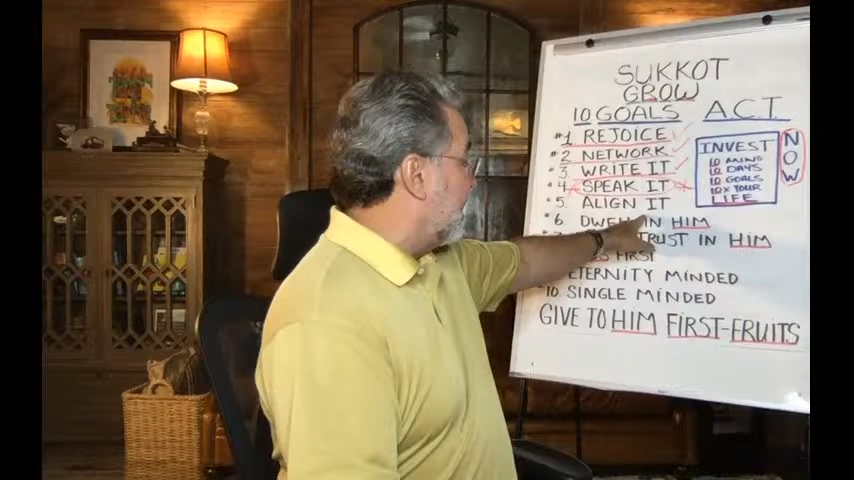 SUKKOT
GROW
10 GOALS A.C.T.
#1 REJOICE
#2 NETWORK
#3 WRITE IT
#4 SPEAK IT
#5 ALIGN IT
#6 DWELL IN HIM
TRUST IN HIM
FIRST
ETERNITY MINDED
10 SINGLE MINDED
GIVE TO HIM FIRST-FRUITS
INVEST
10 MINS
10 DAYS
10 GOALS
10X YOUR
LIFE
NOW